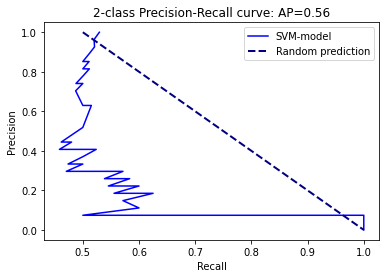 2-class Precision-Recall curve: AP=0.56
SVM-model
Random prediction
1.0
0.8
0.6
0.4
0.2
0.0
Precision
0.5 0.6 0.7 0.8 0.9 1.0
Recall